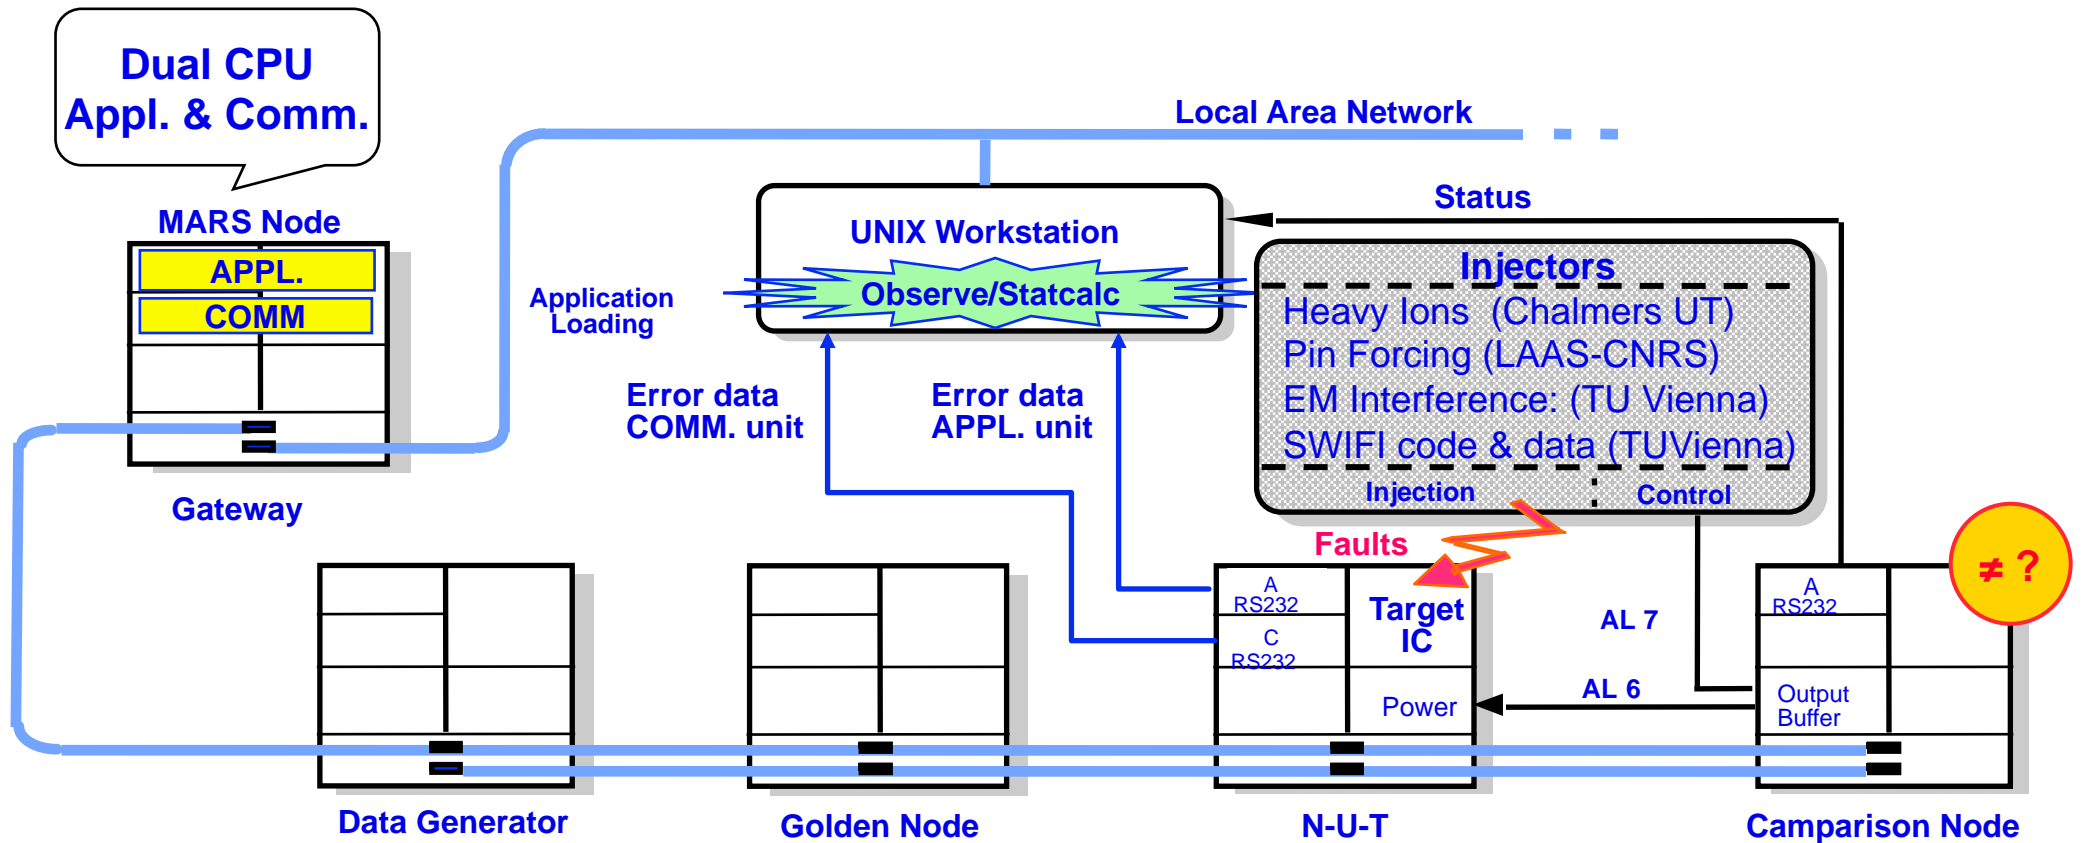 Dual CPU
Appl. & Comm.
Local Area Network
MARS Node
APPL.
COMM
Gateway
Application
Loading
UNIX Workstation
Observe/Statcalc
Status
Injectors
Heavy Ions (Chalmers UT)
Pin Forcing (LAAS-CNRS)
EM Interference: (TU Vienna)
SWIFI code & data (TUVienna)
Injection
Control
Error data
COMM. unit
Error data
APPL. unit
Faults
≠ ?
A
RS232
C
RS232
Target
IC
Power
AL 7
AL 6
A
RS232
Output
Buffer
Data Generator
Golden Node
N-U-T
Camparison Node